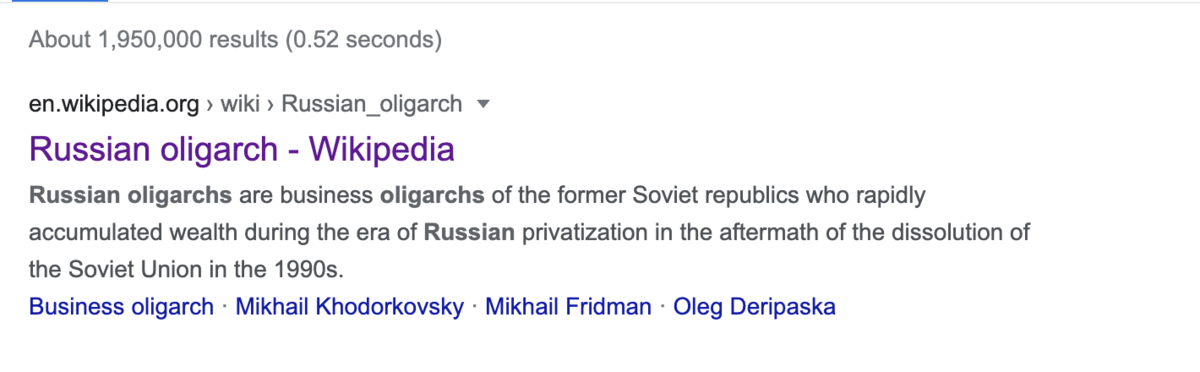 About 1,950,000 results (0.52 seconds)
en.wikipedia.org › wiki › Russian_oligarch
Russian oligarch - Wikipedia
Russian oligarchs are business oligarchs of the former Soviet republics who rapidly
accumulated wealth during the era of Russian privatization in the aftermath of the dissolution of
the Soviet Union in the 1990s.
Business oligarch · Mikhail Khodorkovsky · Mikhail Fridman · Oleg Deripaska